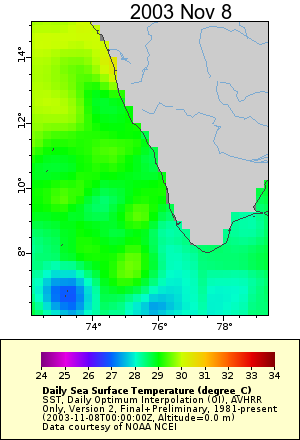 2003 Nov 8
14°
12°
10°
8°
74° 76° 78°
24 25 26 27 28 29 30 31 32 33 34
Daily Sea Surface Temperature (degree_C)
SST, Daily Optimum Interpolation (OI), AVHRR
Only, Version 2, Final+Preliminary, 1981-present
(2003-11-08T00:00:00Z, Altitude=0.0 m)
Data courtesy of NOAA NCEI